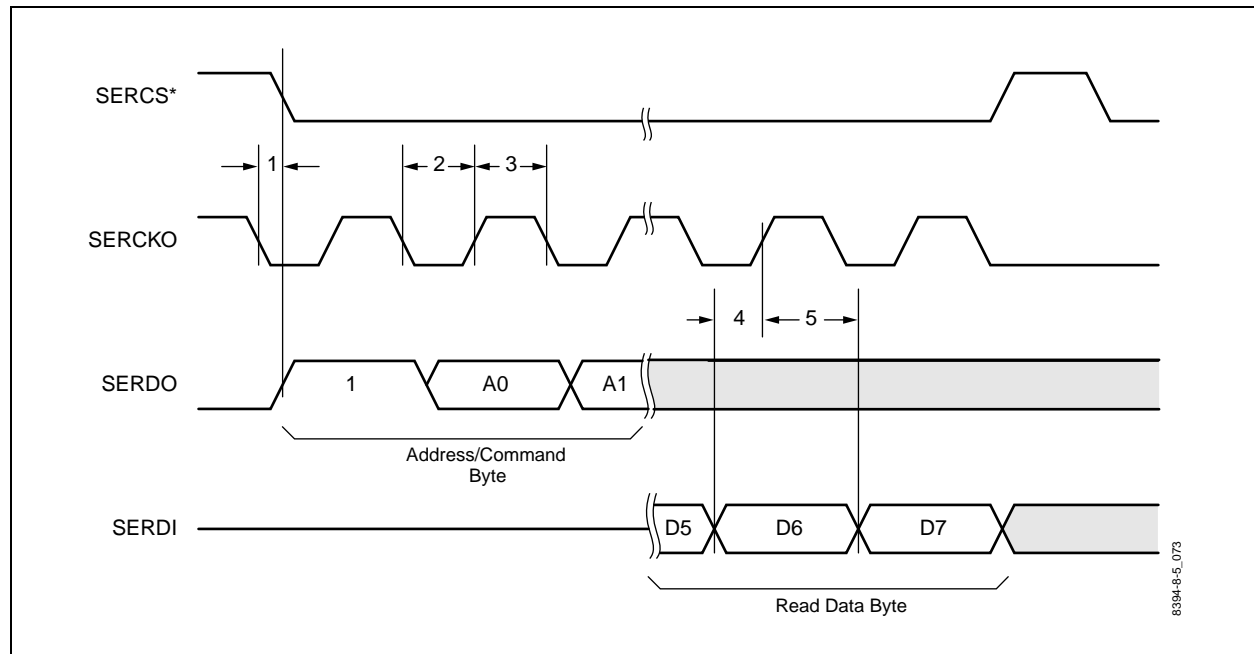 SERCS*
1
2
3
SERCKO
4
5
SERDO
1
A0
A1
Address/Command
Byte
SERDI
D5
D6
D7
Read Data Byte
8394-8-5_073